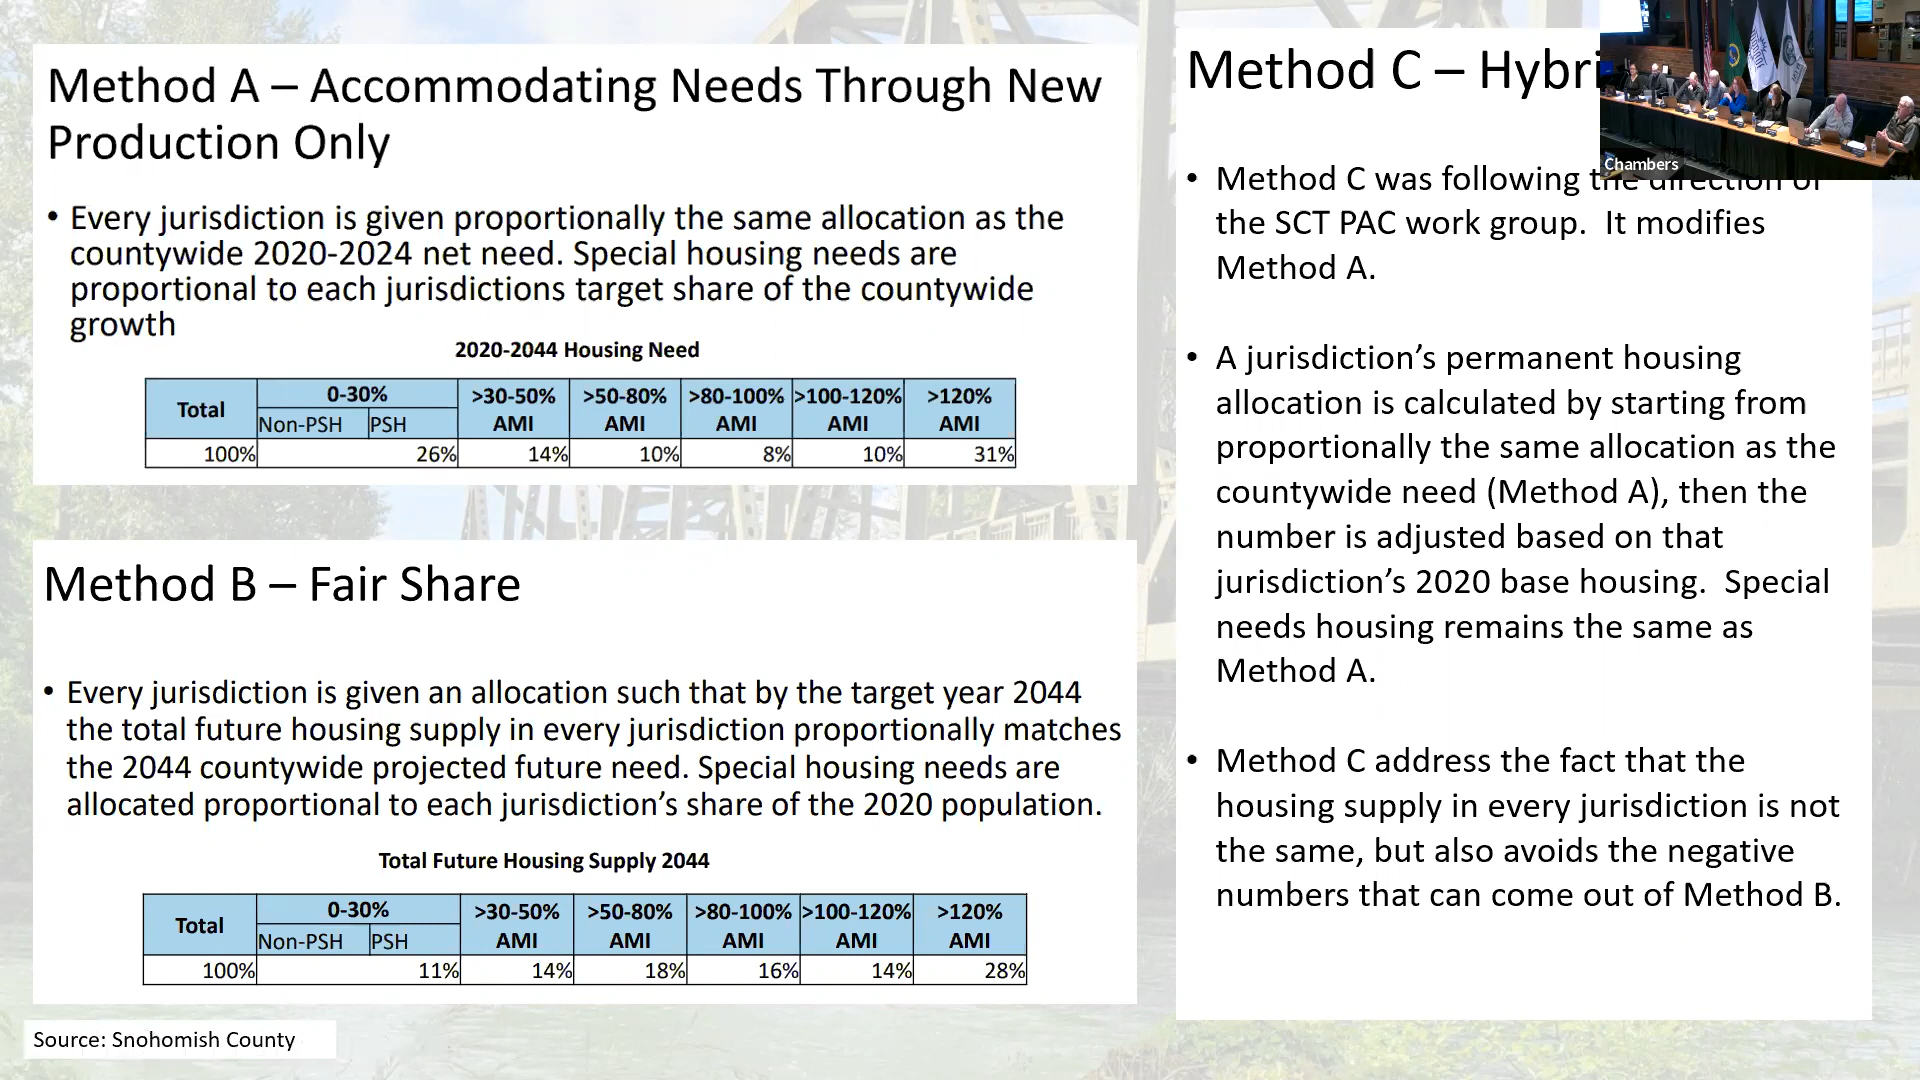 Method A – Accommodating Needs Through New
Production Only
• Every jurisdiction is given proportionally the same allocation as the
countywide 2020-2024 net need. Special housing needs are
proportional to each jurisdictions target share of the countywide
growth
2020-2044 Housing Need
Total 0-30% >30-50% AMI >50-80% AMI >80-100% AMI >100-120% AMI >120% AMI
Non-PSH PSH
100% 26% 14% 10% 8% 10% 31%
Method B – Fair Share
• Every jurisdiction is given an allocation such that by the target year 2044
the total future housing supply in every jurisdiction proportionally matches
the 2044 countywide projected future need. Special housing needs are
allocated proportional to each jurisdiction’s share of the 2020 population.
Total Future Housing Supply 2044
Total 0-30% >30-50% AMI >50-80% AMI >80-100% AMI >100-120% AMI >120% AMI
Non-PSH PSH
100% 11% 14% 18% 16% 14% 28%
Source: Snohomish County
Method C – Hybri
Chambers
• Method C was following the direction of
the SCT PAC work group. It modifies
Method A.
• A jurisdiction’s permanent housing
allocation is calculated by starting from
proportionally the same allocation as the
countywide need (Method A), then the
number is adjusted based on that
jurisdiction’s 2020 base housing. Special
needs housing remains the same as
Method A.
• Method C address the fact that the
housing supply in every jurisdiction is not
the same, but also avoids the negative
numbers that can come out of Method B.